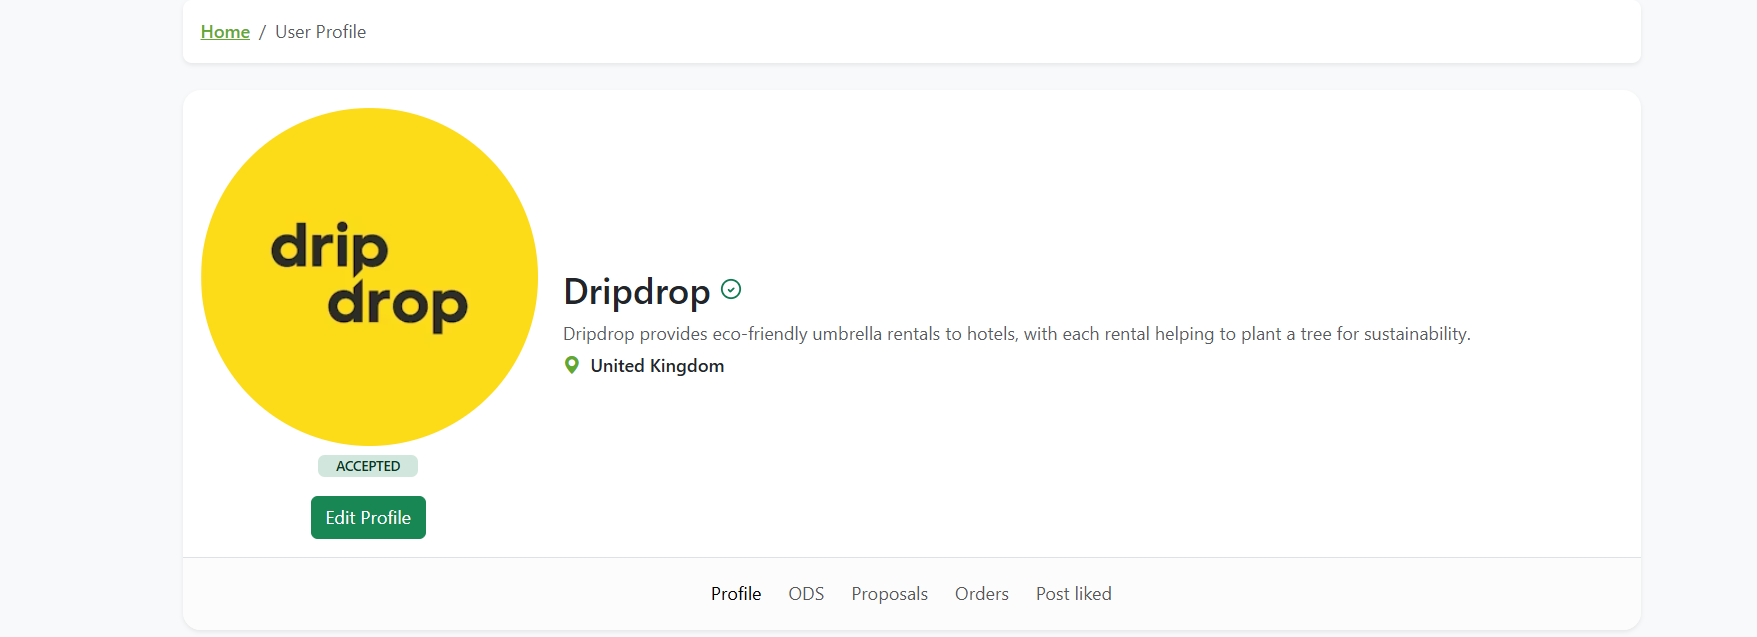 Home / User Profile
drip
drop
Dripdrop
Dripdrop provides eco-friendly umbrella rentals to hotels, with each rental helping to plant a tree for sustainability.
United Kingdom
ACCEPTED
Edit Profile
Profile ODS Proposals Orders Post liked